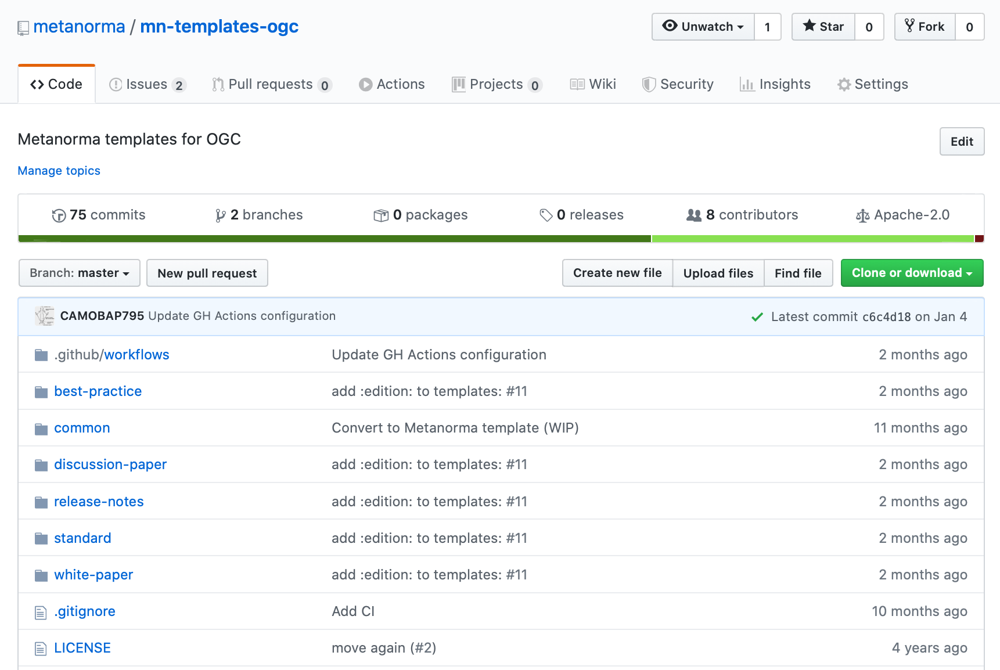 metanorma / mn-templates-ogc
Unwatch 1 Star 0 Fork 0
Code Issues 2 Pull requests 0 Actions Projects 0 Wiki Security Insights Settings
Metanorma templates for OGC
Edit
Manage topics
75 commits 2 branches 0 packages 0 releases 8 contributors Apache-2.0
Branch: master New pull request Create new file Upload files Find file Clone or download
CAMOBAP795 Update GH Actions configuration Latest commit c6c4d18 on Jan 4
.github/workflows Update GH Actions configuration 2 months ago
best-practice add :edition: to templates: #11 2 months ago
common Convert to Metanorma template (WIP) 11 months ago
discussion-paper add :edition: to templates: #11 2 months ago
release-notes add :edition: to templates: #11 2 months ago
standard add :edition: to templates: #11 2 months ago
white-paper add :edition: to templates: #11 2 months ago
.gitignore Add CI 10 months ago
LICENSE move again (#2) 4 years ago